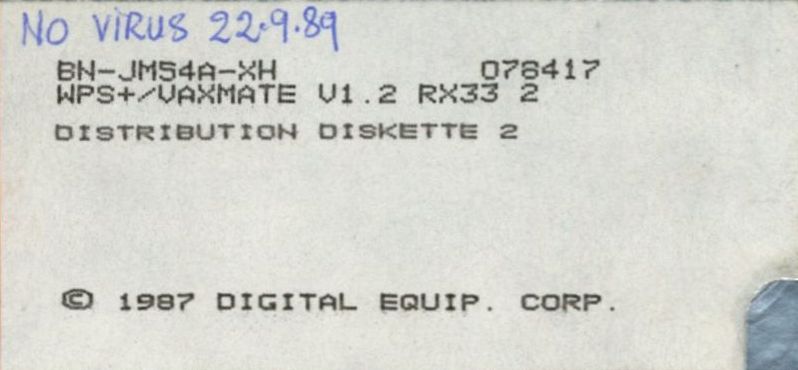 No ViRUS 22.9.89
BN-JM54A-XH 078417
WPS+/VAXMATE V1.2 RX33 2
DISTRIBUTION DISKETTE 2
© 1987 DIGITAL EQUIP. CORP.